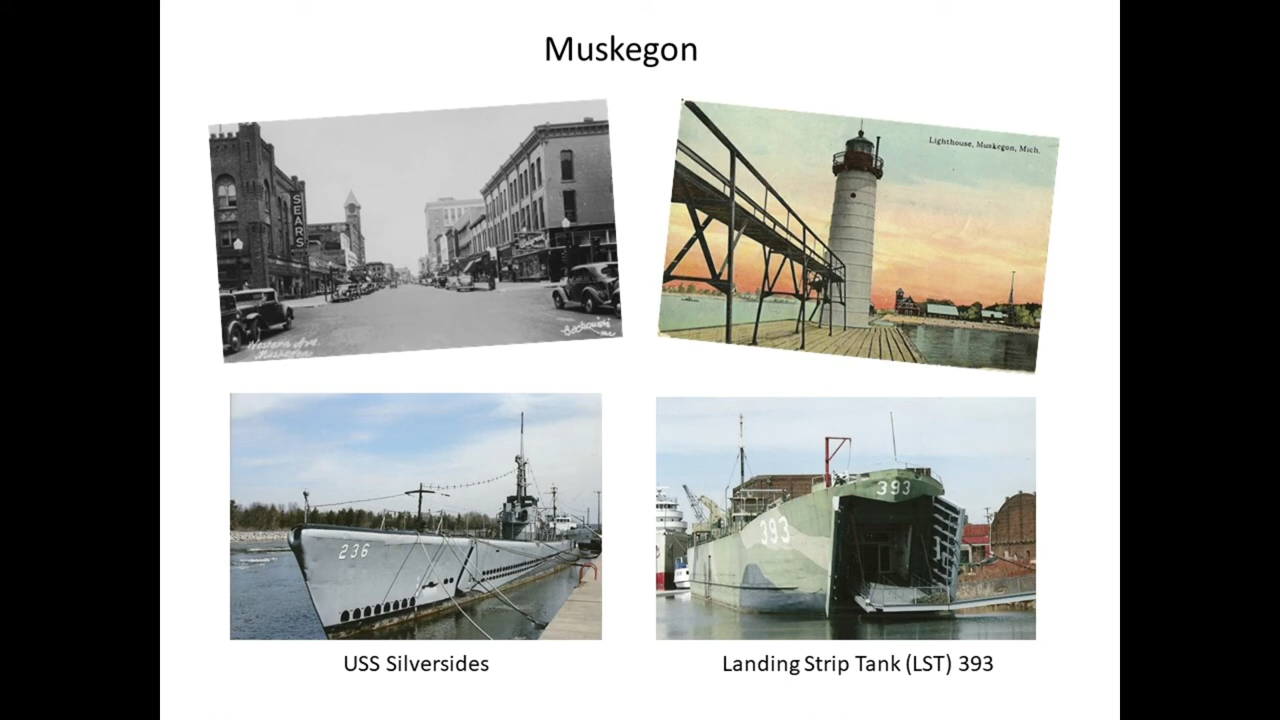 Muskegon
SEARS
Western Ave.
Muskegon
Lighthouse, Muskegon, Mich.
236
393
393
USS Silversides
Landing Strip Tank (LST) 393